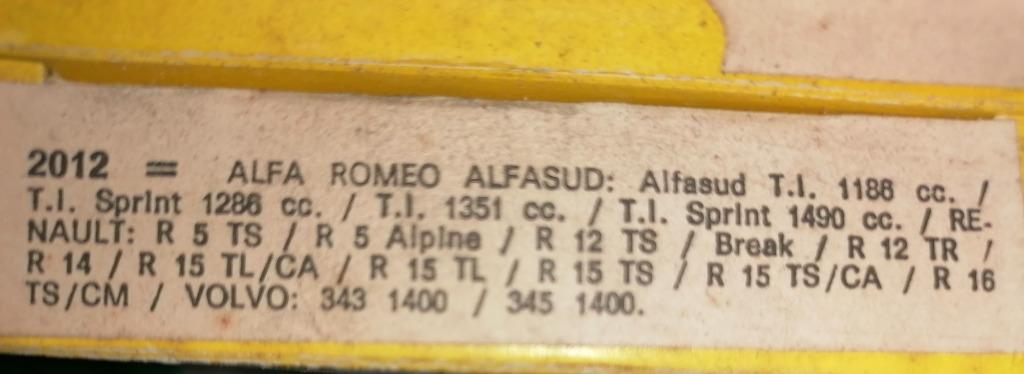 2012 = ALFA ROMEO ALFASUD: Alfasud T.I. 1186 cc. /
T.I. Sprint 1286 cc. / T.I. 1351 cc. / T.I. Sprint 1490 cc. / RE-
NAULT: R 5 TS / R 5 Alpine / R 12 TS / Break / R 12 TR /
R 14 / R 15 TL/CA / R 15 TL / R 15 TS / R 15 TS/CA / R 16
TS/CM / VOLVO: 343 1400 / 345 1400.